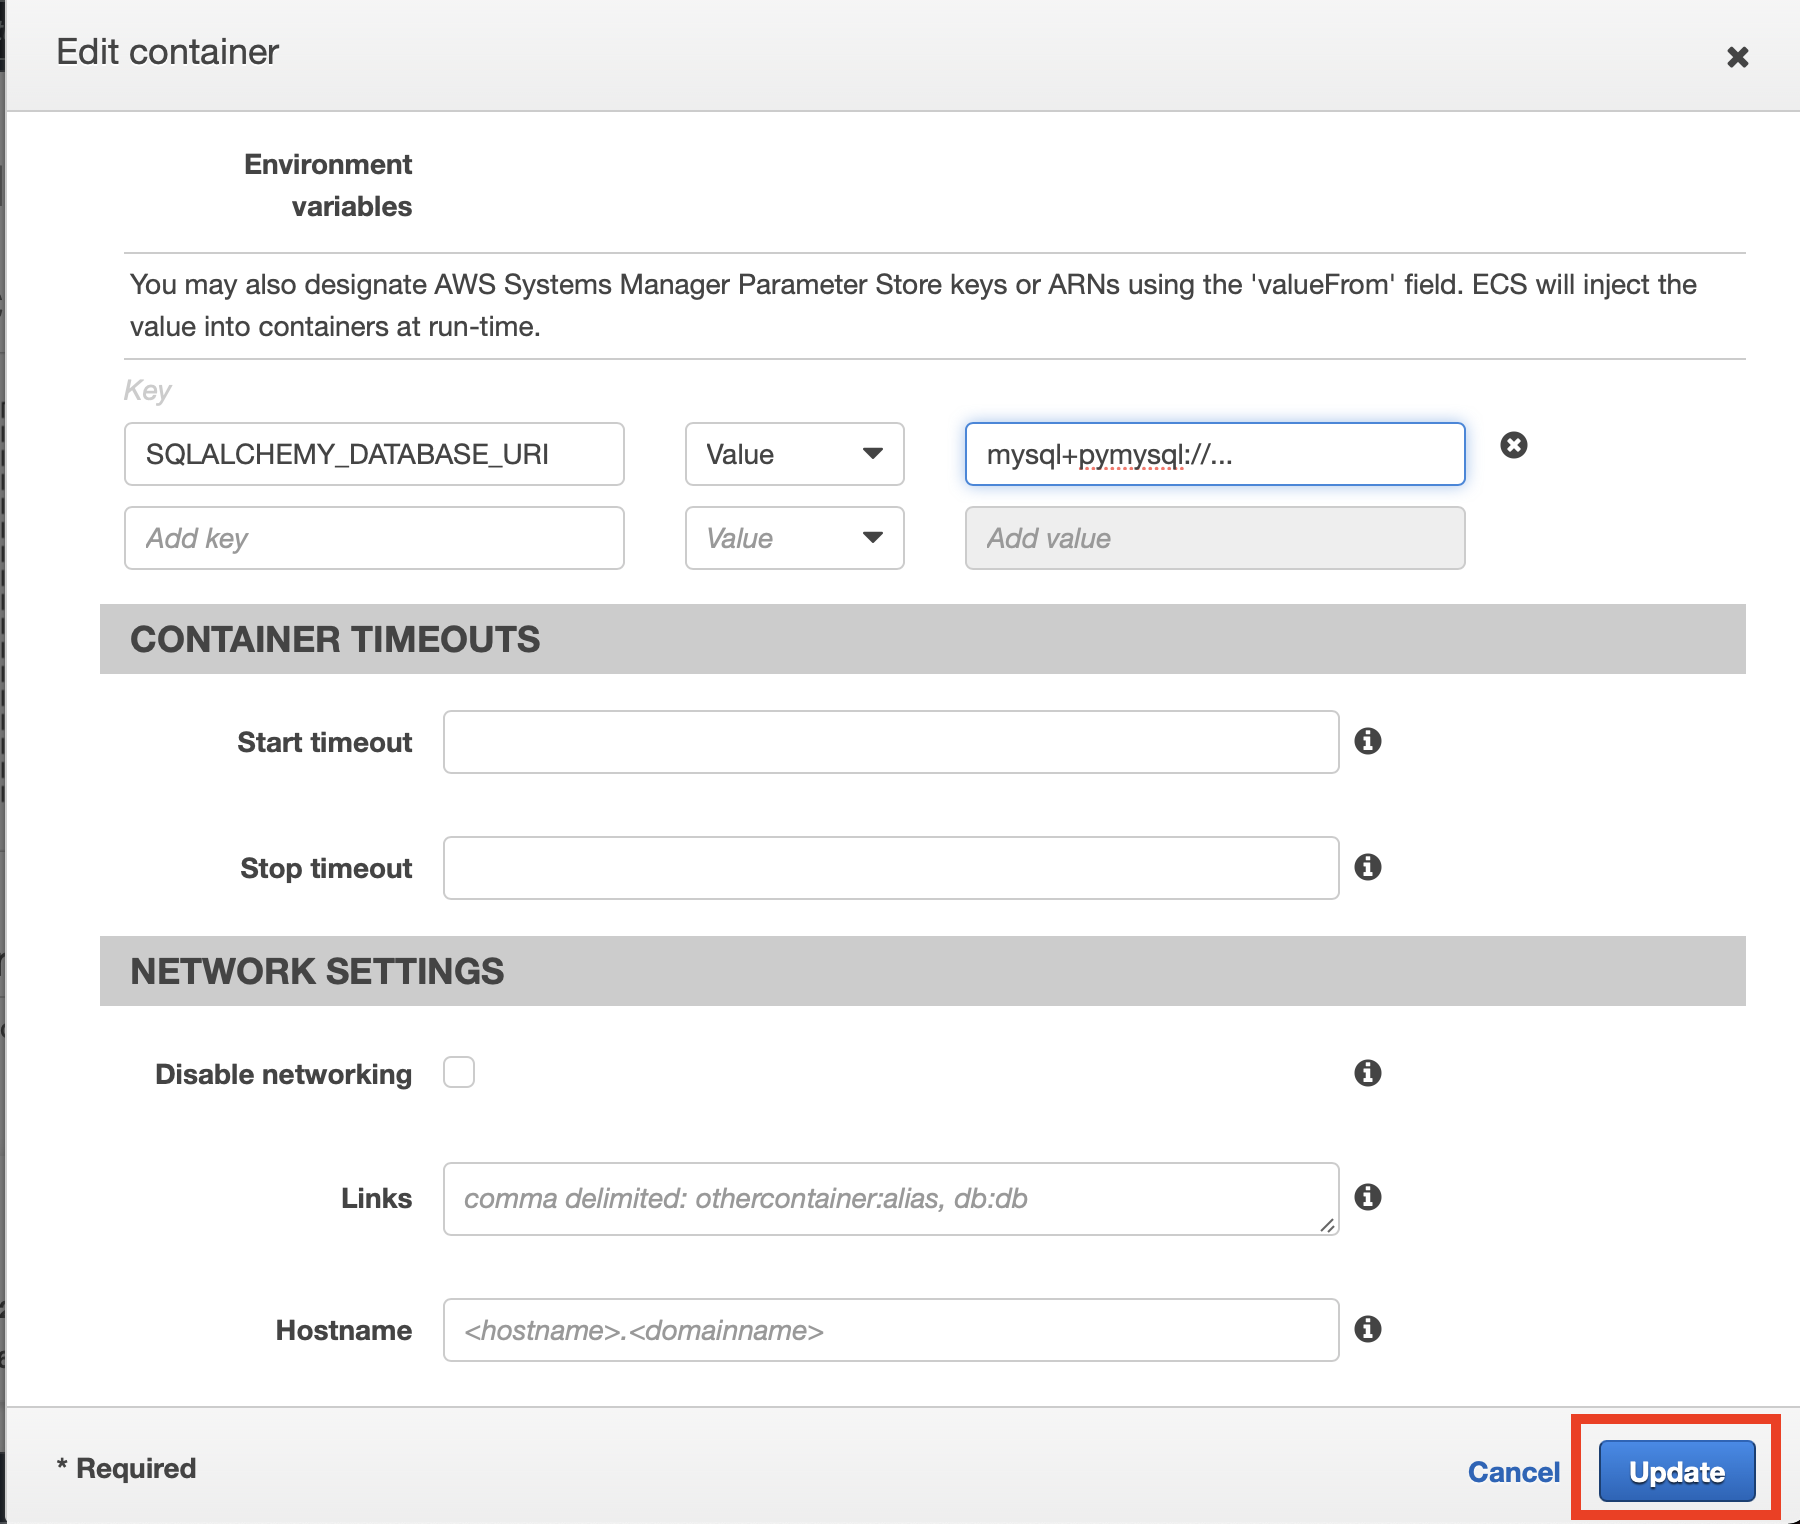 Edit container
Environment
variables
You may also designate AWS Systems Manager Parameter Store keys or ARNs using the 'valueFrom' field. ECS will inject the
value into containers at run-time.
Key
SQLALCHEMY_DATABASE_URI Value mysql+pymysql://...
Add key Value Add value
CONTAINER TIMEOUTS
Start timeout
Stop timeout
NETWORK SETTINGS
Disable networking
Links comma delimited: othercontainer:alias, db:db
Hostname <hostname>.<domainname>
* Required Cancel Update